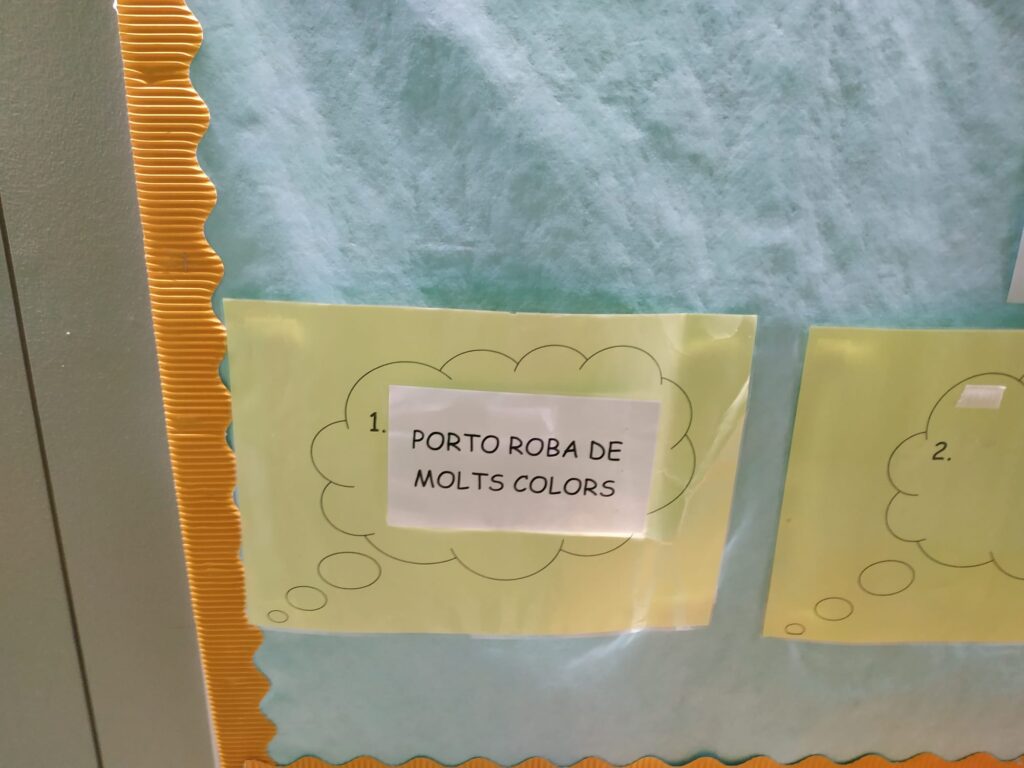 1.
PORTO ROBA DE
MOLTS COLORS
2.